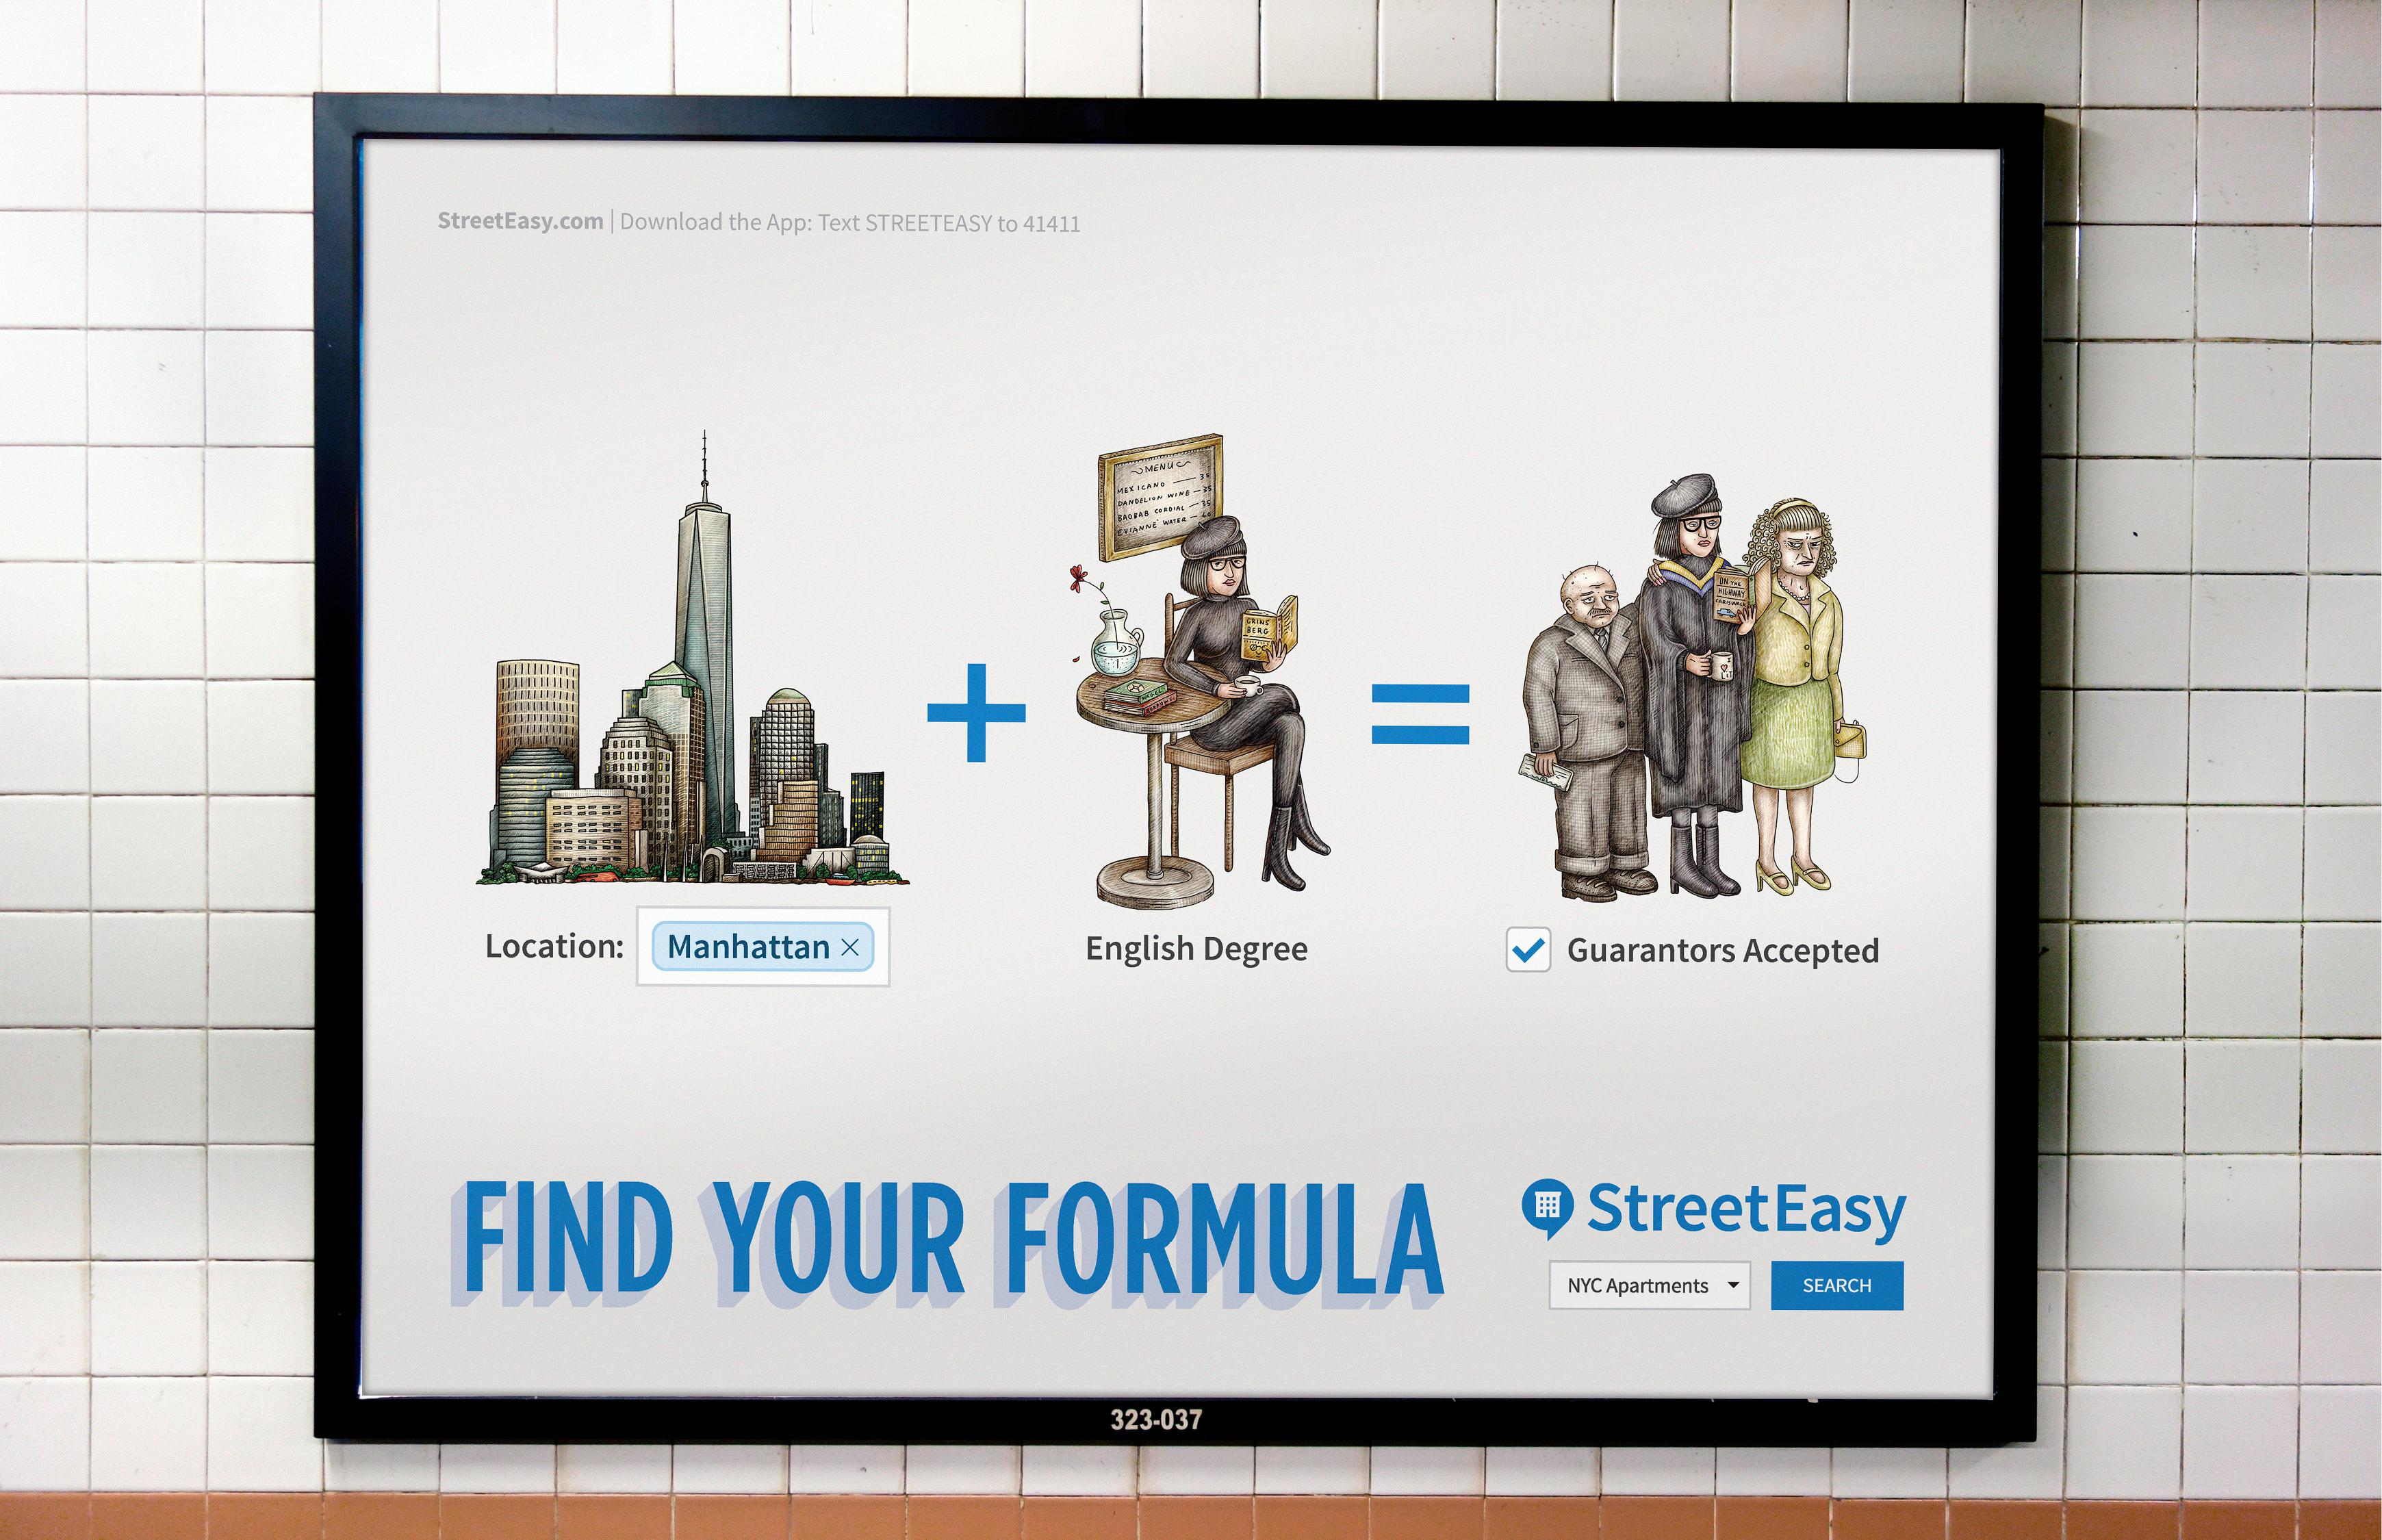 StreetEasy.com | Download the App: Text STREETEASY to 41411
MENU
MEXICANO — 35
DANDELION WINE — 35
BAOBAB CORDIAL — 35
EVIANNE' WATER — 40
GRINS
BERG
ON THE
HIGHWAY
Location: Manhattan ×
English Degree
Guarantors Accepted
FIND YOUR FORMULA
StreetEasy
NYC Apartments
SEARCH
323-037